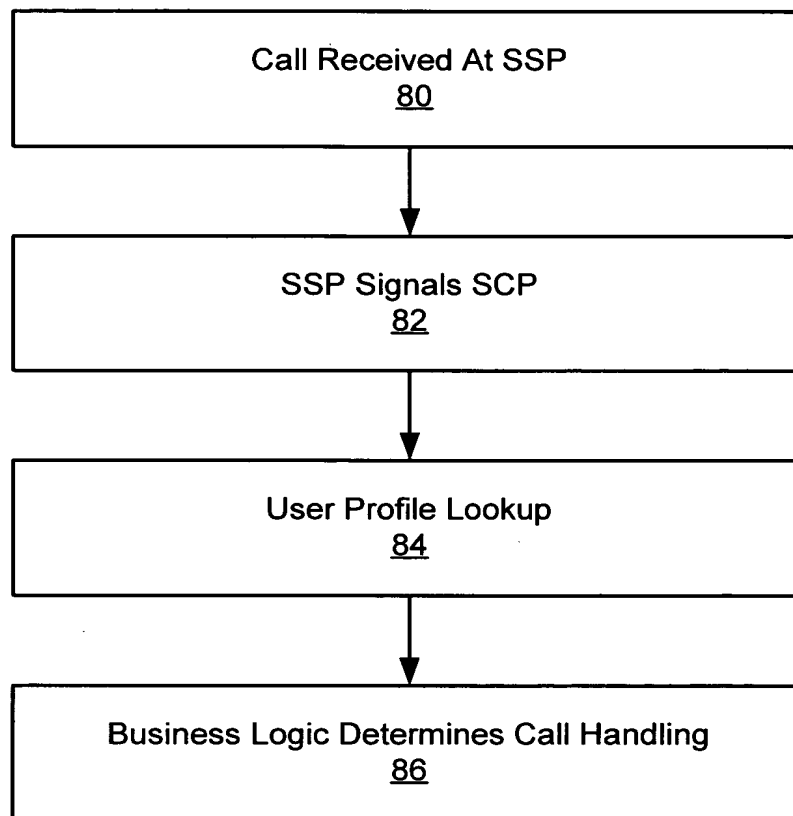 Call Received At SSP
80
SSP Signals SCP
82
User Profile Lookup
84
Business Logic Determines Call Handling
86